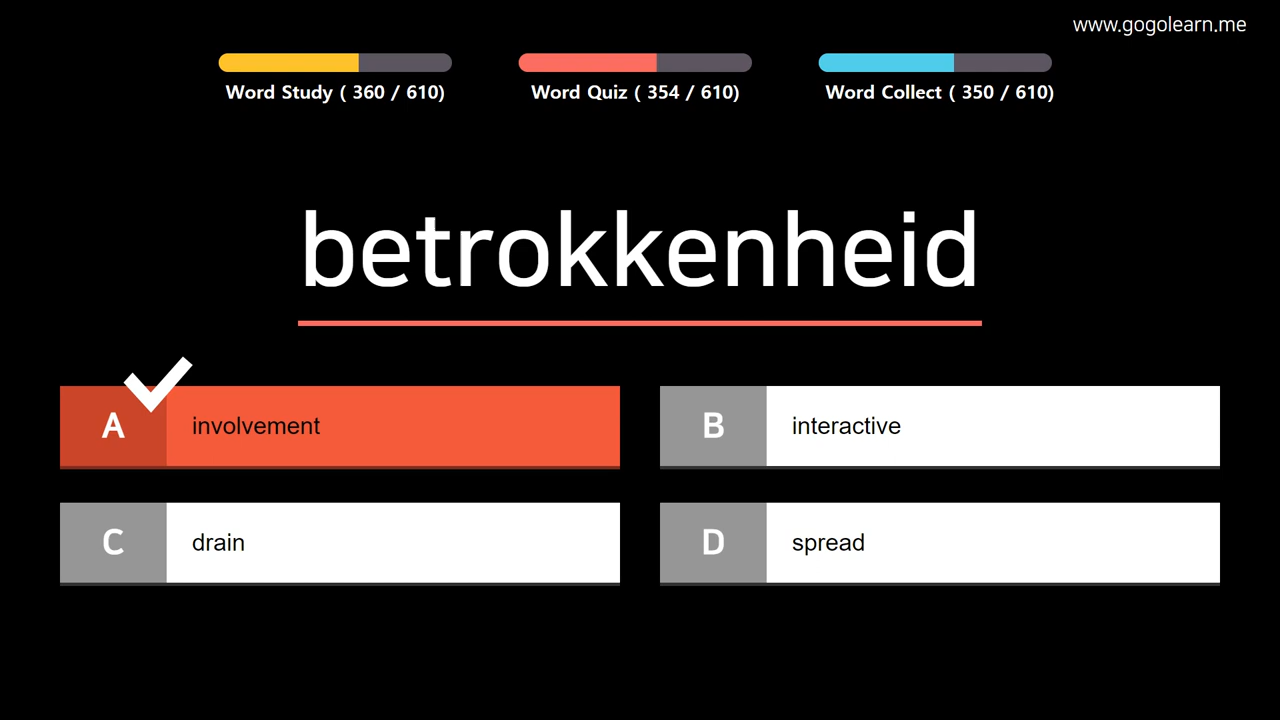 www.gogolearn.me
Word Study ( 360 / 610)
Word Quiz ( 354 / 610)
Word Collect ( 350 / 610)
betrokkenheid
A involvement
B interactive
C drain
D spread